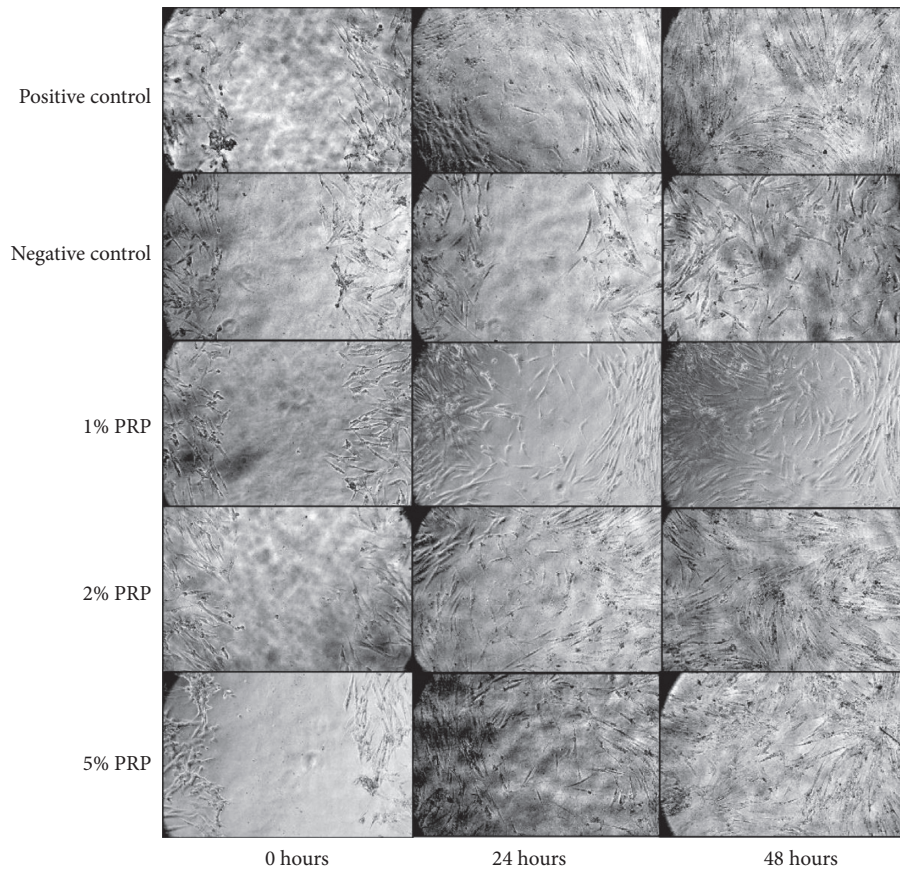 Positive control
Negative control
1% PRP
2% PRP
5% PRP
0 hours
24 hours
48 hours